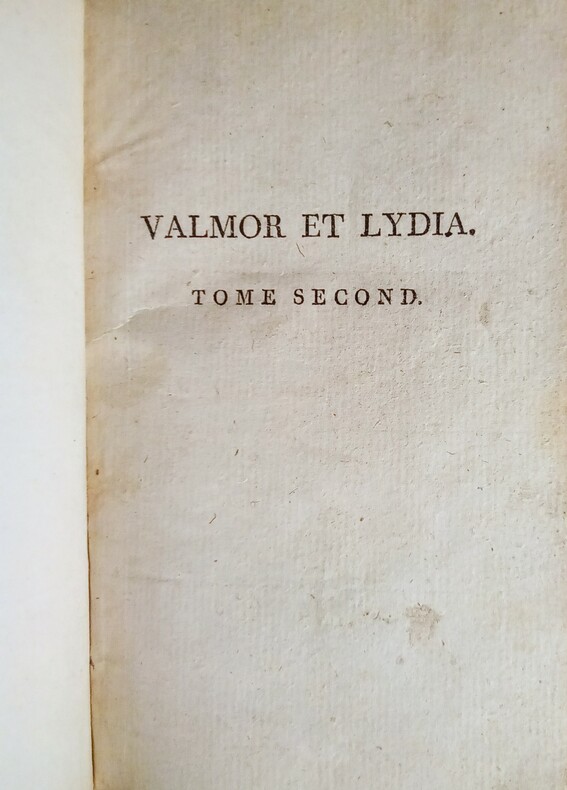 VALMOR ET LYDIA.
TOME SECOND.